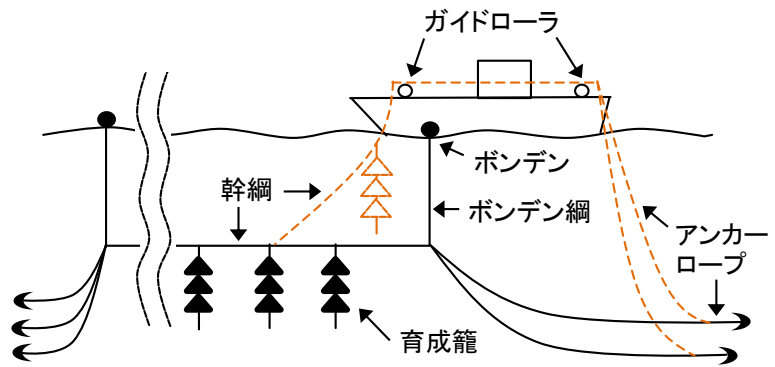 ガイドローラ
ボンデン
幹綱
ボンデン綱
アンカー
ロープ
育成籠